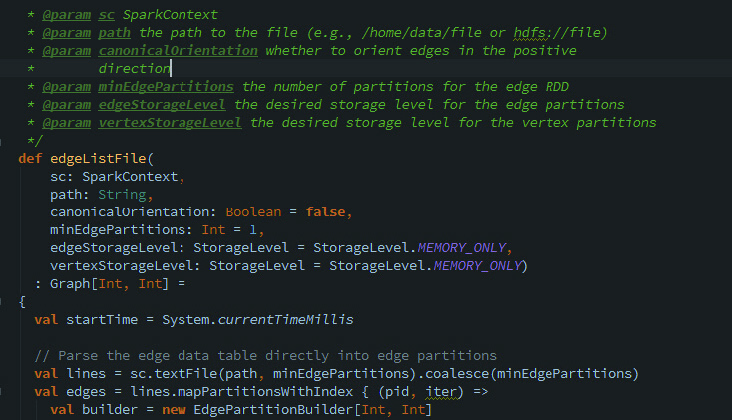 * @param sc SparkContext
* @param path the path to the file (e.g., /home/data/file or hdfs://file)
* @param canonicalOrientation whether to orient edges in the positive
*        direction
* @param minEdgePartitions the number of partitions for the edge RDD
* @param edgeStorageLevel the desired storage level for the edge partitions
* @param vertexStorageLevel the desired storage level for the vertex partitions
*/
def edgeListFile(
    sc: SparkContext,
    path: String,
    canonicalOrientation: Boolean = false,
    minEdgePartitions: Int = 1,
    edgeStorageLevel: StorageLevel = StorageLevel.MEMORY_ONLY,
    vertexStorageLevel: StorageLevel = StorageLevel.MEMORY_ONLY)
  : Graph[Int, Int] =
{
  val startTime = System.currentTimeMillis

  // Parse the edge data table directly into edge partitions
  val lines = sc.textFile(path, minEdgePartitions).coalesce(minEdgePartitions)
  val edges = lines.mapPartitionsWithIndex { (pid, iter) =>
    val builder = new EdgePartitionBuilder[Int, Int]